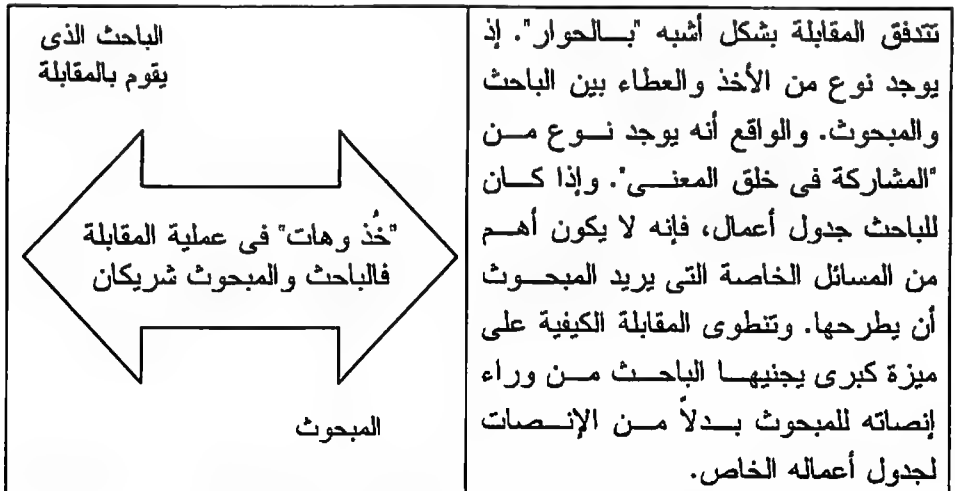 تتدفق المقابلة بشكل أشبه "بالحوار". إذ
يوجد نوع من الأخذ والعطاء بين الباحث
والمبحوث. والواقع أنه يوجد نوع من
"المشاركة فى خلق المعنى". وإذا كان
للباحث جدول أعمال، فإنه لا يكون أهم
من المسائل الخاصة التى يريد المبحوث
أن يطرحها. وتنطوى المقابلة الكيفية على
ميزة كبرى يجنيها الباحث من وراء
إنصاته للمبحوث بدلاً من الإنصات
لجدول أعماله الخاص.
الباحث الذى
يقوم بالمقابلة
"خُذ وهات" فى عملية المقابلة
فالباحث والمبحوث شريكان
المبحوث